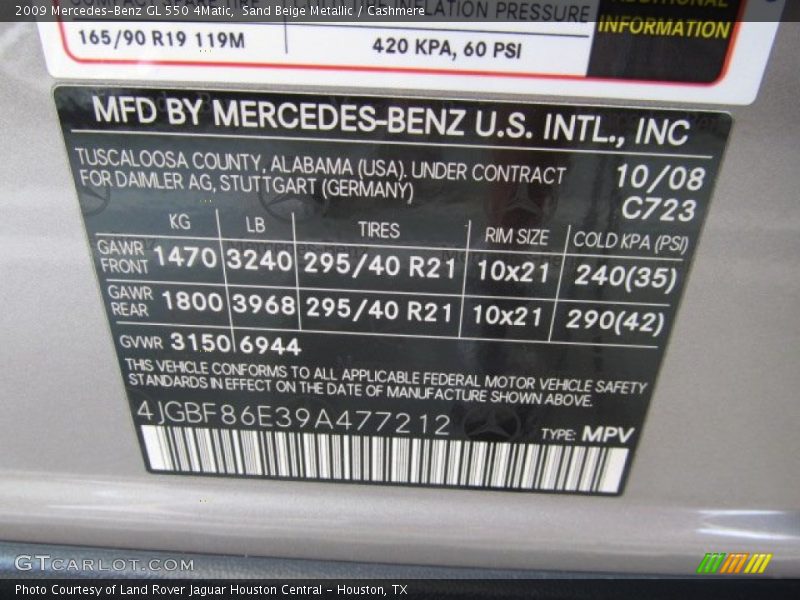 2009 Mercedes-Benz GL 550 4Matic, Sand Beige Metallic / Cashmere
PRESSURE
165/90 R19 119M
420 KPA, 60 PSI
ADDITIONAL
INFORMATION
MFD BY MERCEDES-BENZ U.S. INTL., INC
TUSCALOOSA COUNTY, ALABAMA (USA). UNDER CONTRACT
FOR DAIMLER AG, STUTTGART (GERMANY)
10/08
C723
KG LB TIRES RIM SIZE COLD KPA (PSI)
GAWR FRONT 1470 3240 295/40 R21 10x21 240(35)
GAWR REAR 1800 3968 295/40 R21 10x21 290(42)
GVWR 3150 6944
THIS VEHICLE CONFORMS TO ALL APPLICABLE FEDERAL MOTOR VEHICLE SAFETY
STANDARDS IN EFFECT ON THE DATE OF MANUFACTURE SHOWN ABOVE.
4JGBF86E39A477212
TYPE: MPV
GTCARLOT.COM
Photo Courtesy of Land Rover Jaguar Houston Central - Houston, TX